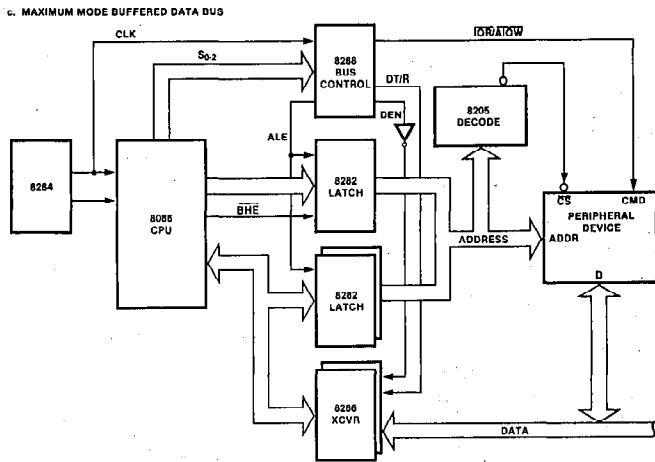 c. MAXIMUM MODE BUFFERED DATA BUS
CLK
S0-2
8288
BUS
CONTROL
IOR/AIOW
DT/R
DEN
ALE
8205
DECODE
8284
8086
CPU
8282
LATCH
BHE
CS
CMD
PERIPHERAL
DEVICE
ADDR
D
ADDRESS
8282
LATCH
8286
XCVR
DATA